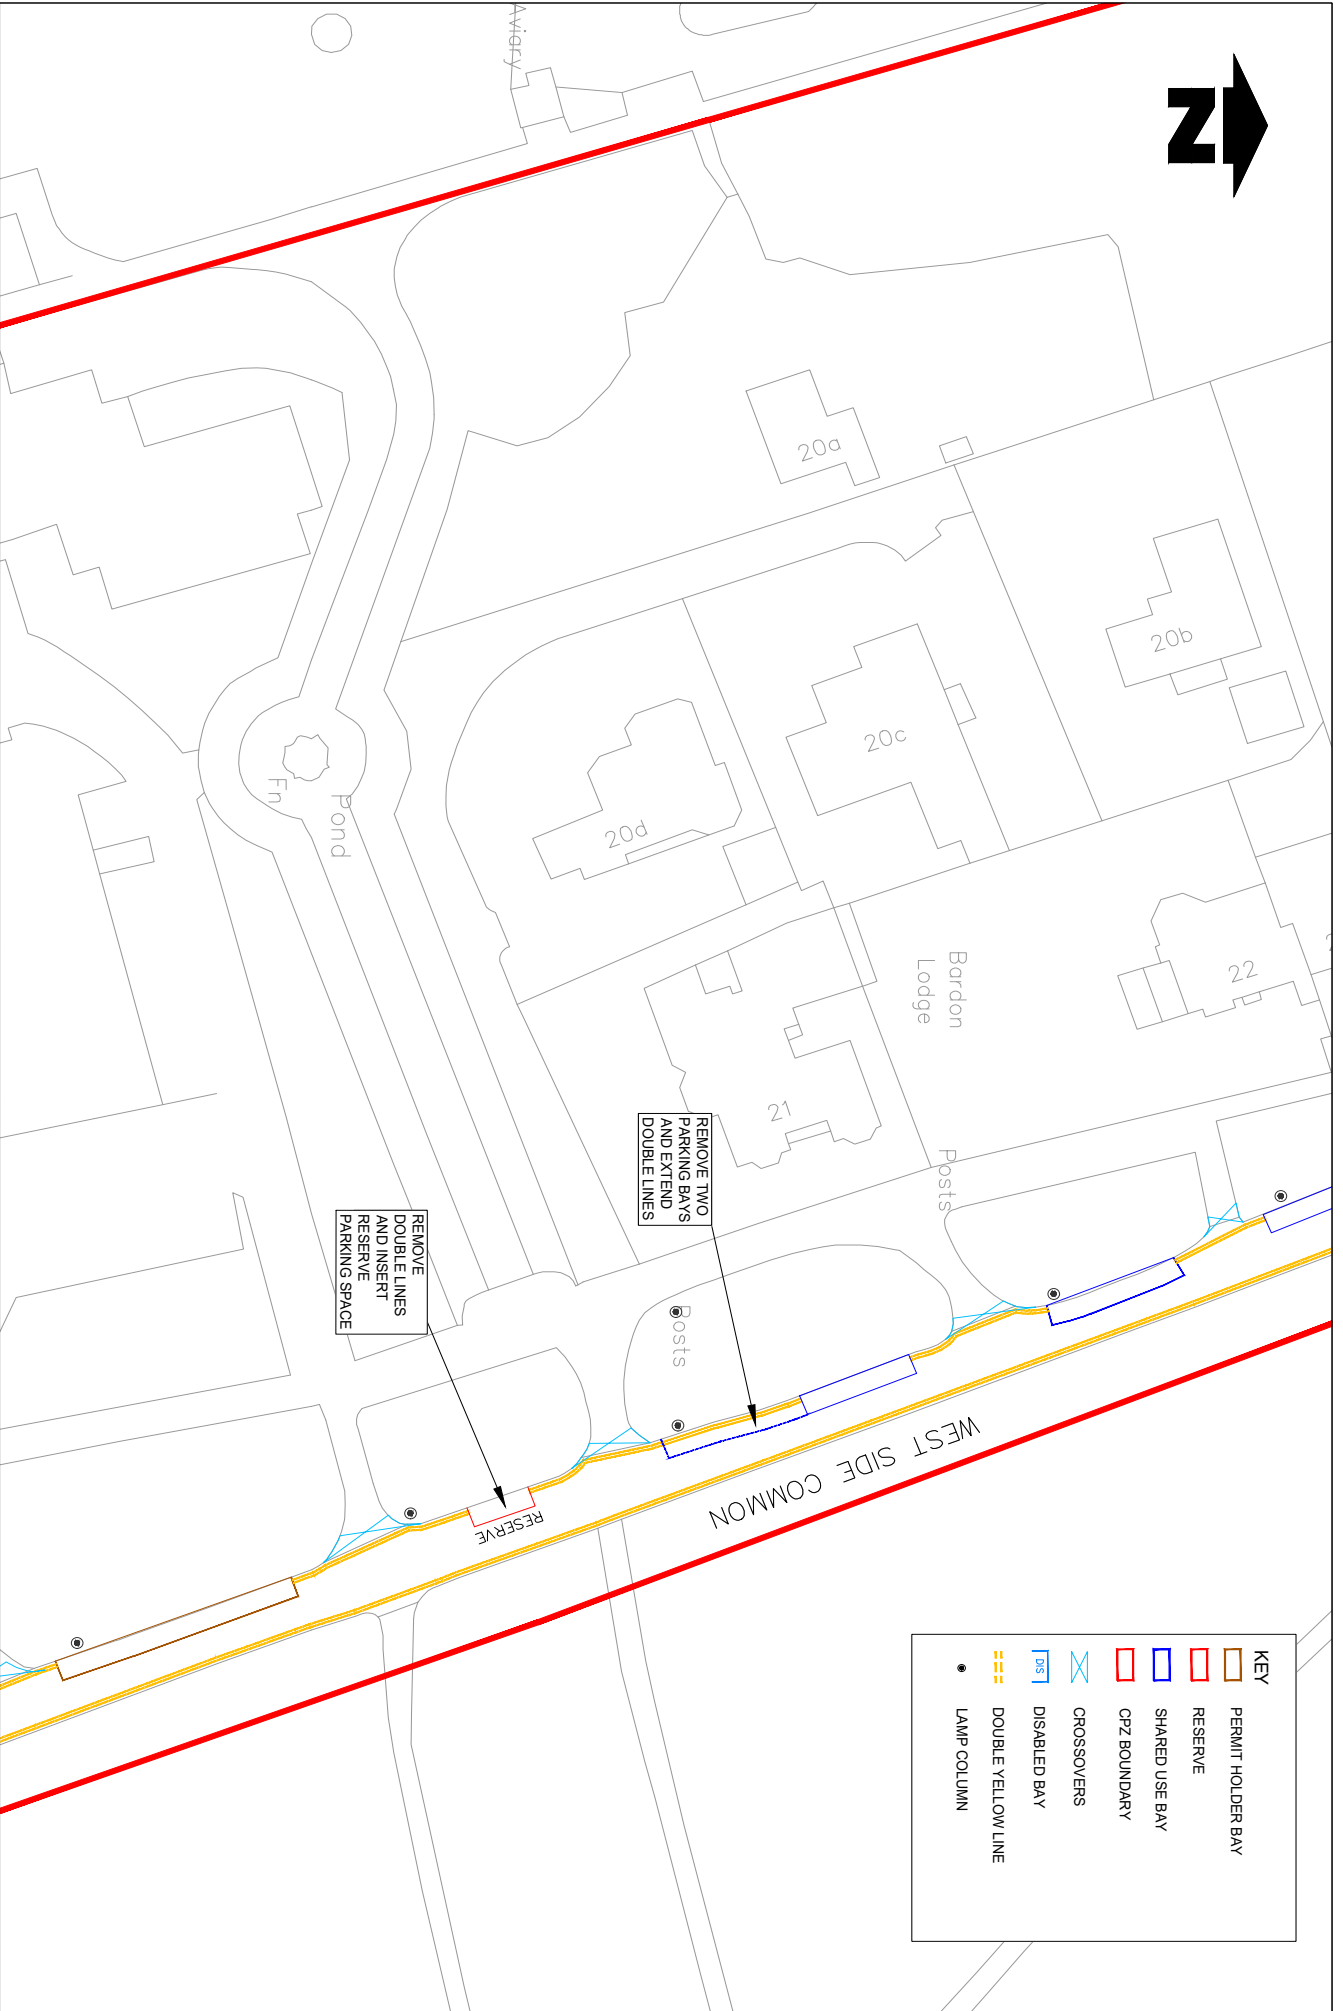 N
Aviary
20a
20b
20c
20d
Pond
Fn
Bardon
Lodge
22
21
Posts
Posts
REMOVE TWO
PARKING BAYS
AND EXTEND
DOUBLE LINES
REMOVE
DOUBLE LINES
AND INSERT
RESERVE
PARKING SPACE
WEST SIDE COMMON
RESERVE
KEY
PERMIT HOLDER BAY
RESERVE
SHARED USE BAY
CPZ BOUNDARY
CROSSOVERS
DIS
DISABLED BAY
DOUBLE YELLOW LINE
LAMP COLUMN